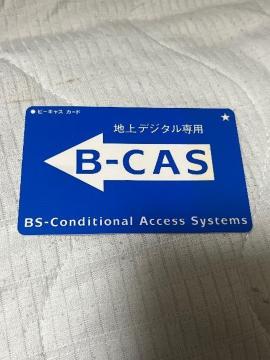 ● ビーキャス カード
★
地上デジタル専用
B-CAS
BS-Conditional Access Systems